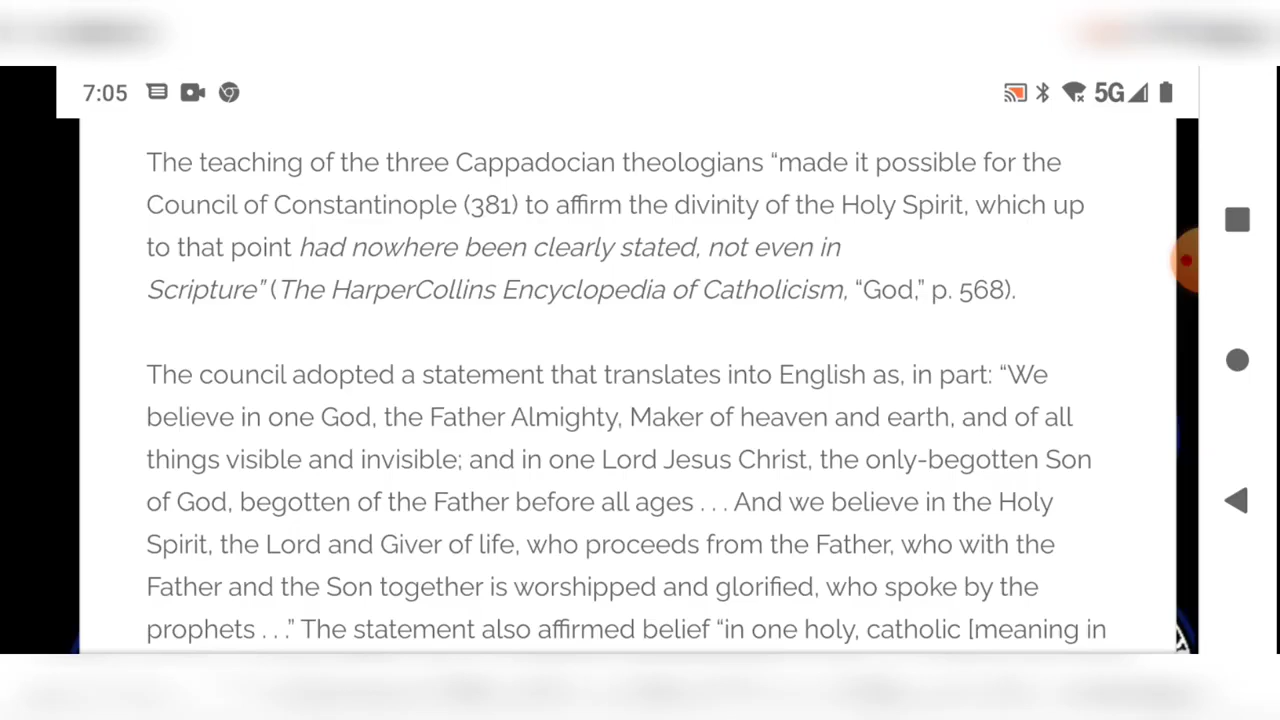 7:05
5G
The teaching of the three Cappadocian theologians “made it possible for the
Council of Constantinople (381) to affirm the divinity of the Holy Spirit, which up
to that point had nowhere been clearly stated, not even in
Scripture” (The HarperCollins Encyclopedia of Catholicism, “God,” p. 568).
The council adopted a statement that translates into English as, in part: “We
believe in one God, the Father Almighty, Maker of heaven and earth, and of all
things visible and invisible; and in one Lord Jesus Christ, the only-begotten Son
of God, begotten of the Father before all ages . . . And we believe in the Holy
Spirit, the Lord and Giver of life, who proceeds from the Father, who with the
Father and the Son together is worshipped and glorified, who spoke by the
prophets . . .” The statement also affirmed belief “in one holy, catholic [meaning in